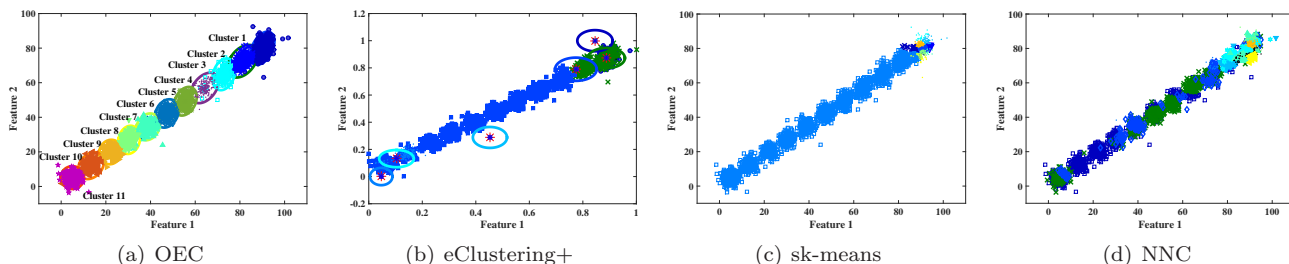 100
80
60
40
20
0
Feature 2
0 20 40 60 80 100
Feature 1
Cluster 1
Cluster 2
Cluster 3
Cluster 4
Cluster 5
Cluster 6
Cluster 7
Cluster 8
Cluster 9
Cluster 10
Cluster 11
(a) OEC
1.2
1.0
0.8
0.6
0.4
0.2
0
-0.2
Feature 2
0 0.2 0.4 0.6 0.8 1
Feature 1
(b) eClustering+
100
80
60
40
20
0
Feature 2
0 20 40 60 80 100
Feature 1
(c) sk-means
100
80
60
40
20
0
Feature 2
0 20 40 60 80 100
Feature 1
(d) NNC